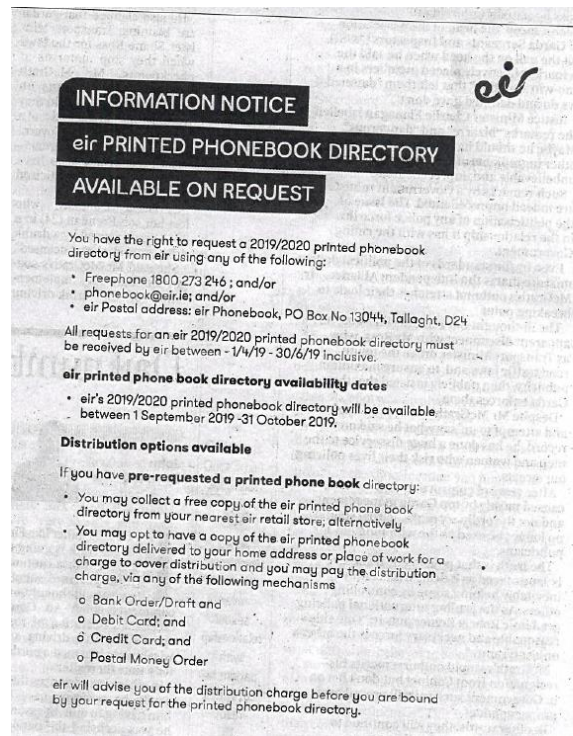 eir
INFORMATION NOTICE
eir PRINTED PHONEBOOK DIRECTORY
AVAILABLE ON REQUEST
You have the right to request a 2019/2020 printed phonebook
directory from eir using any of the following:
• Freephone 1800 273 246 ; and/or
• phonebook@eir.ie; and/or
• eir Postal address: eir Phonebook, PO Box No 13044, Tallaght, D24
All requests for an eir 2019/2020 printed phonebook directory must
be received by eir between - 1/4/19 - 30/6/19 inclusive.
eir printed phone book directory availability dates
• eir's 2019/2020 printed phonebook directory will be available
between 1 September 2019 -31 October 2019.
Distribution options available
If you have pre-requested a printed phone book directory:
• You may collect a free copy of the eir printed phone book
directory from your nearest eir retail store; alternatively
• You may opt to have a copy of the eir printed phonebook
directory delivered to your home address or place of work for a
charge to cover distribution and you may pay the distribution
charge, via any of the following mechanisms
o Bank Order/Draft and
o Debit Card; and
o Credit Card; and
o Postal Money Order
eir will advise you of the distribution charge before you are bound
by your request for the printed phonebook directory.